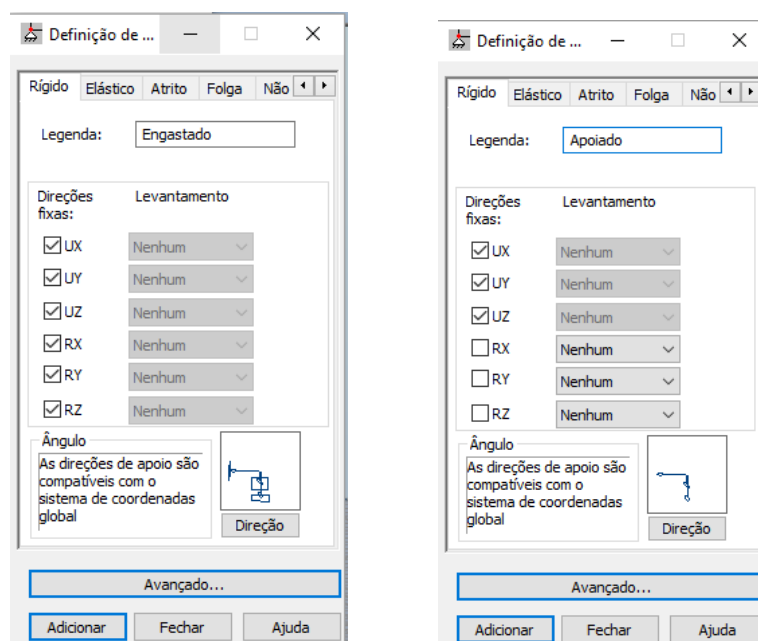 Definição de ...
Rígido Elástico Atrito Folga Não
Legenda: Engastado
Direções Levantamento
fixas:
UX Nenhum
UY Nenhum
UZ Nenhum
RX Nenhum
RY Nenhum
RZ Nenhum
Ângulo
As direções de apoio são
compatíveis com o
sistema de coordenadas
global
Direção
Avançado...
Adicionar Fechar Ajuda
Definição de ...
Rígido Elástico Atrito Folga Não
Legenda: Apoiado
Direções Levantamento
fixas:
UX Nenhum
UY Nenhum
UZ Nenhum
RX Nenhum
RY Nenhum
RZ Nenhum
Ângulo
As direções de apoio são
compatíveis com o
sistema de coordenadas
global
Direção
Avançado...
Adicionar Fechar Ajuda